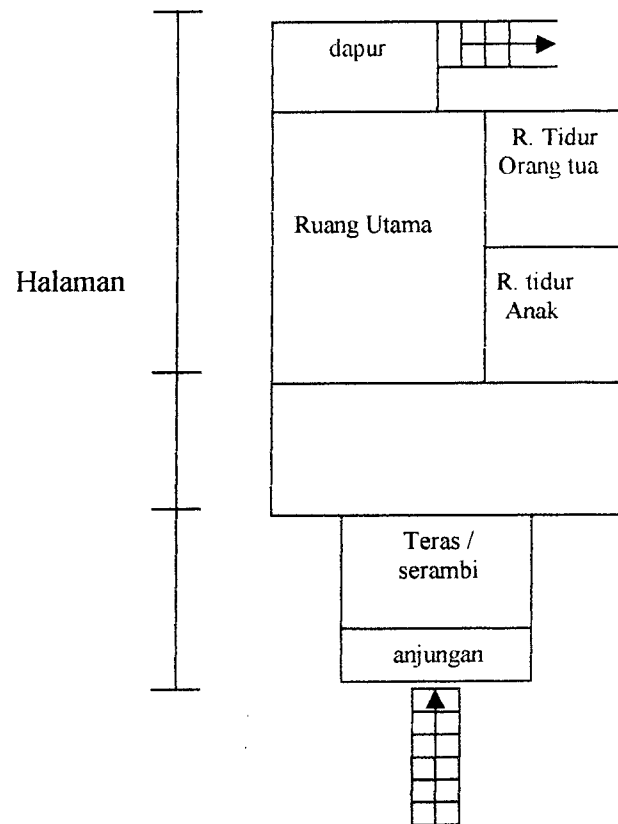 dapur
R. Tidur
Orang tua
Ruang Utama
Halaman
R. tidur
Anak
Teras /
serambi
anjungan